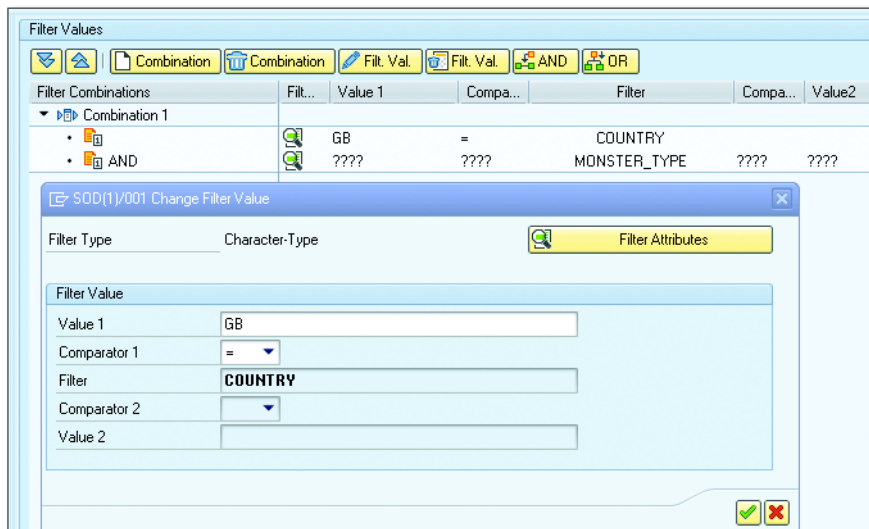 Filter Values
Combination Combination Filt. Val. Filt. Val. AND OR
Filter Combinations Filt... Value 1 Compa... Filter Compa... Value2
Combination 1
GB = COUNTRY
AND ???? ???? MONSTER_TYPE ???? ????
SOD(1)/001 Change Filter Value
Filter Type Character-Type Filter Attributes
Filter Value
Value 1 GB
Comparator 1 =
Filter COUNTRY
Comparator 2
Value 2